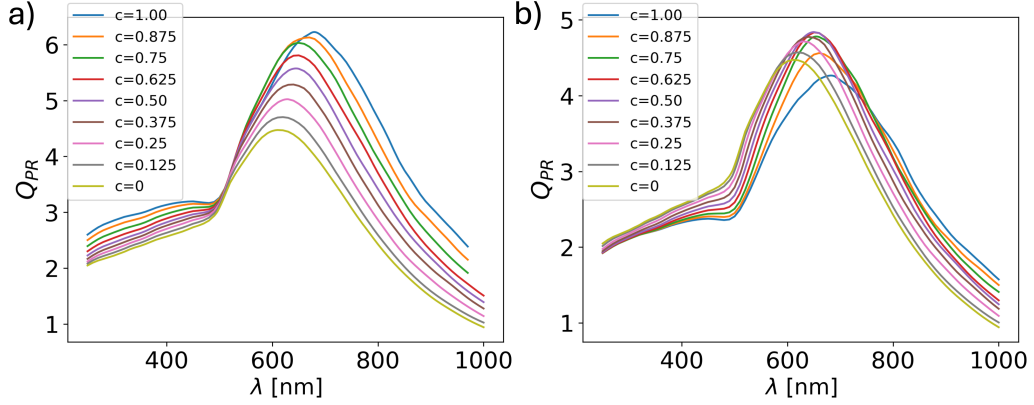 a)
c=1.00
c=0.875
c=0.75
c=0.625
c=0.50
c=0.375
c=0.25
c=0.125
c=0
6
5
4
3
2
1
Q_PR
400 600 800 1000
λ [nm]
b)
c=1.00
c=0.875
c=0.75
c=0.625
c=0.50
c=0.375
c=0.25
c=0.125
c=0
5
4
3
2
1
Q_PR
400 600 800 1000
λ [nm]